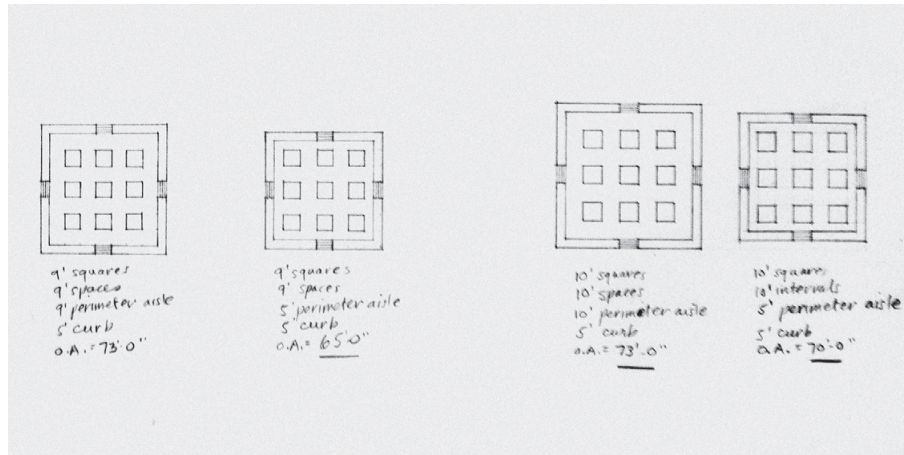 9' squares
9' spaces
9' perimeter aisle
5' curb
O.A. = 73'-0"
9' squares
9' spaces
5' perimeter aisle
5' curb
O.A. = 65'-0"
10' squares
10' spaces
10' perimeter aisle
5' curb
O.A. = 73'-0"
10' squares
10' intervals
5' perimeter aisle
5' curb
O.A. = 70'-0"